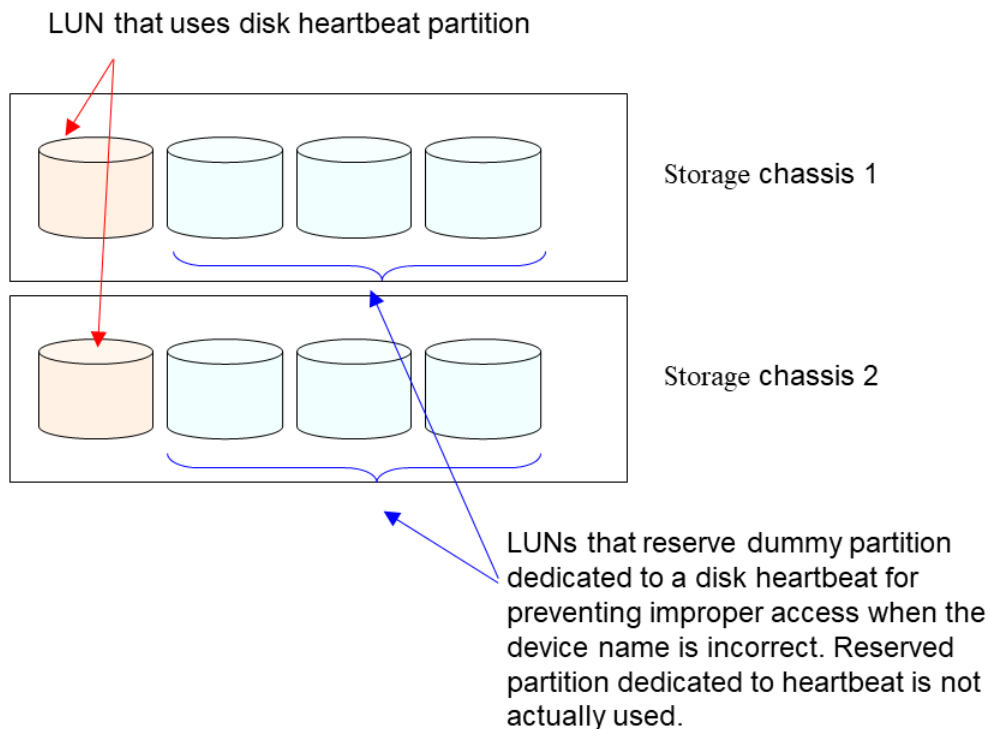 LUN that uses disk heartbeat partition
Storage chassis 1
Storage chassis 2
LUNs that reserve dummy partition
dedicated to a disk heartbeat for
preventing improper access when the
device name is incorrect. Reserved
partition dedicated to heartbeat is not
actually used.